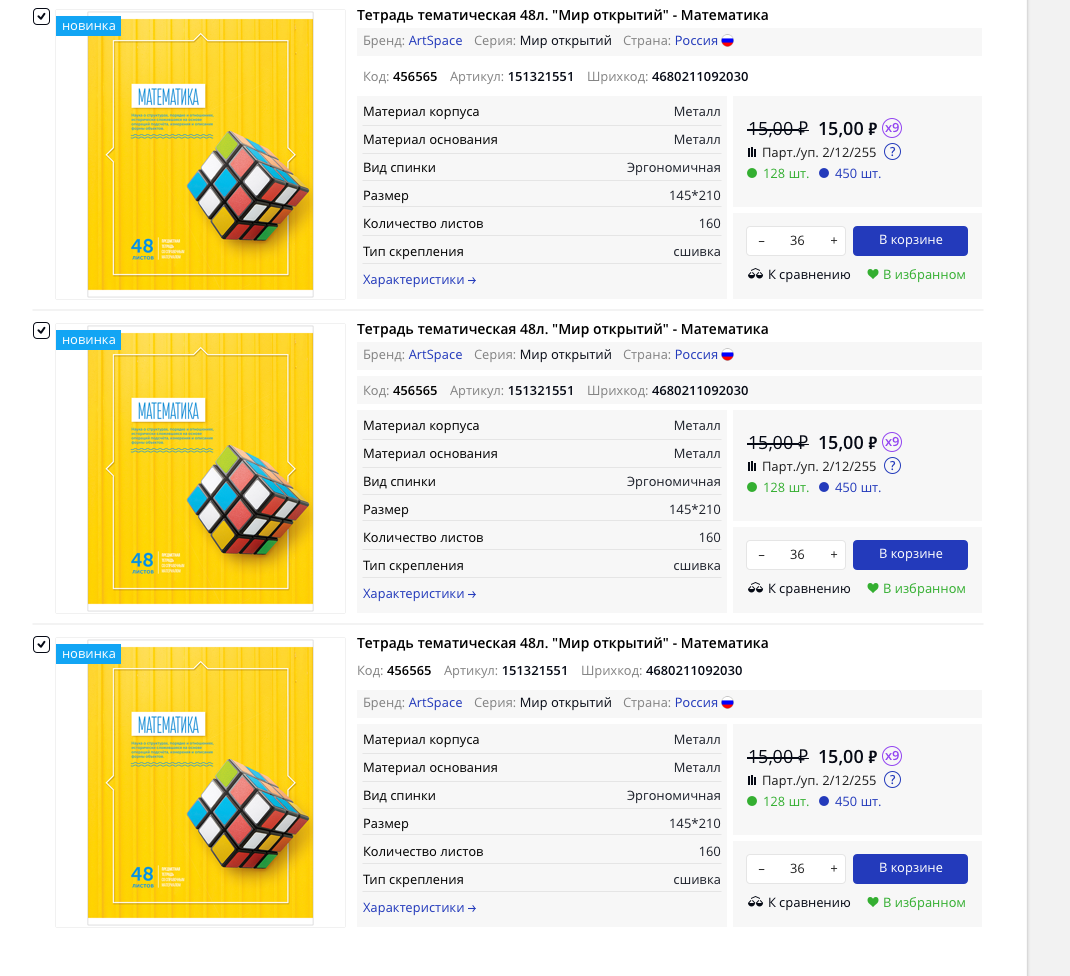 Тетрадь тематическая 48л. "Мир открытий" - Математика
новинка
Бренд: ArtSpace Серия: Мир открытий Страна: Россия
Код: 456565 Артикул: 151321551 Шрихкод: 4680211092030
МАТЕМАТИКА
48
ЛИСТОВ
Материал корпуса Металл
Материал основания Металл
Вид спинки Эргономичная
Размер 145*210
Количество листов 160
Тип скрепления сшивка
Характеристики →
15,00 ₽ 15,00 ₽ x9
Парт./уп. 2/12/255 ?
128 шт. 450 шт.
– 36 + В корзине
К сравнению В избранном
Тетрадь тематическая 48л. "Мир открытий" - Математика
новинка
Бренд: ArtSpace Серия: Мир открытий Страна: Россия
Код: 456565 Артикул: 151321551 Шрихкод: 4680211092030
МАТЕМАТИКА
48
ЛИСТОВ
Материал корпуса Металл
Материал основания Металл
Вид спинки Эргономичная
Размер 145*210
Количество листов 160
Тип скрепления сшивка
Характеристики →
15,00 ₽ 15,00 ₽ x9
Парт./уп. 2/12/255 ?
128 шт. 450 шт.
– 36 + В корзине
К сравнению В избранном
Тетрадь тематическая 48л. "Мир открытий" - Математика
новинка
Код: 456565 Артикул: 151321551 Шрихкод: 4680211092030
Бренд: ArtSpace Серия: Мир открытий Страна: Россия
МАТЕМАТИКА
48
ЛИСТОВ
Материал корпуса Металл
Материал основания Металл
Вид спинки Эргономичная
Размер 145*210
Количество листов 160
Тип скрепления сшивка
Характеристики →
15,00 ₽ 15,00 ₽ x9
Парт./уп. 2/12/255 ?
128 шт. 450 шт.
– 36 + В корзине
К сравнению В избранном